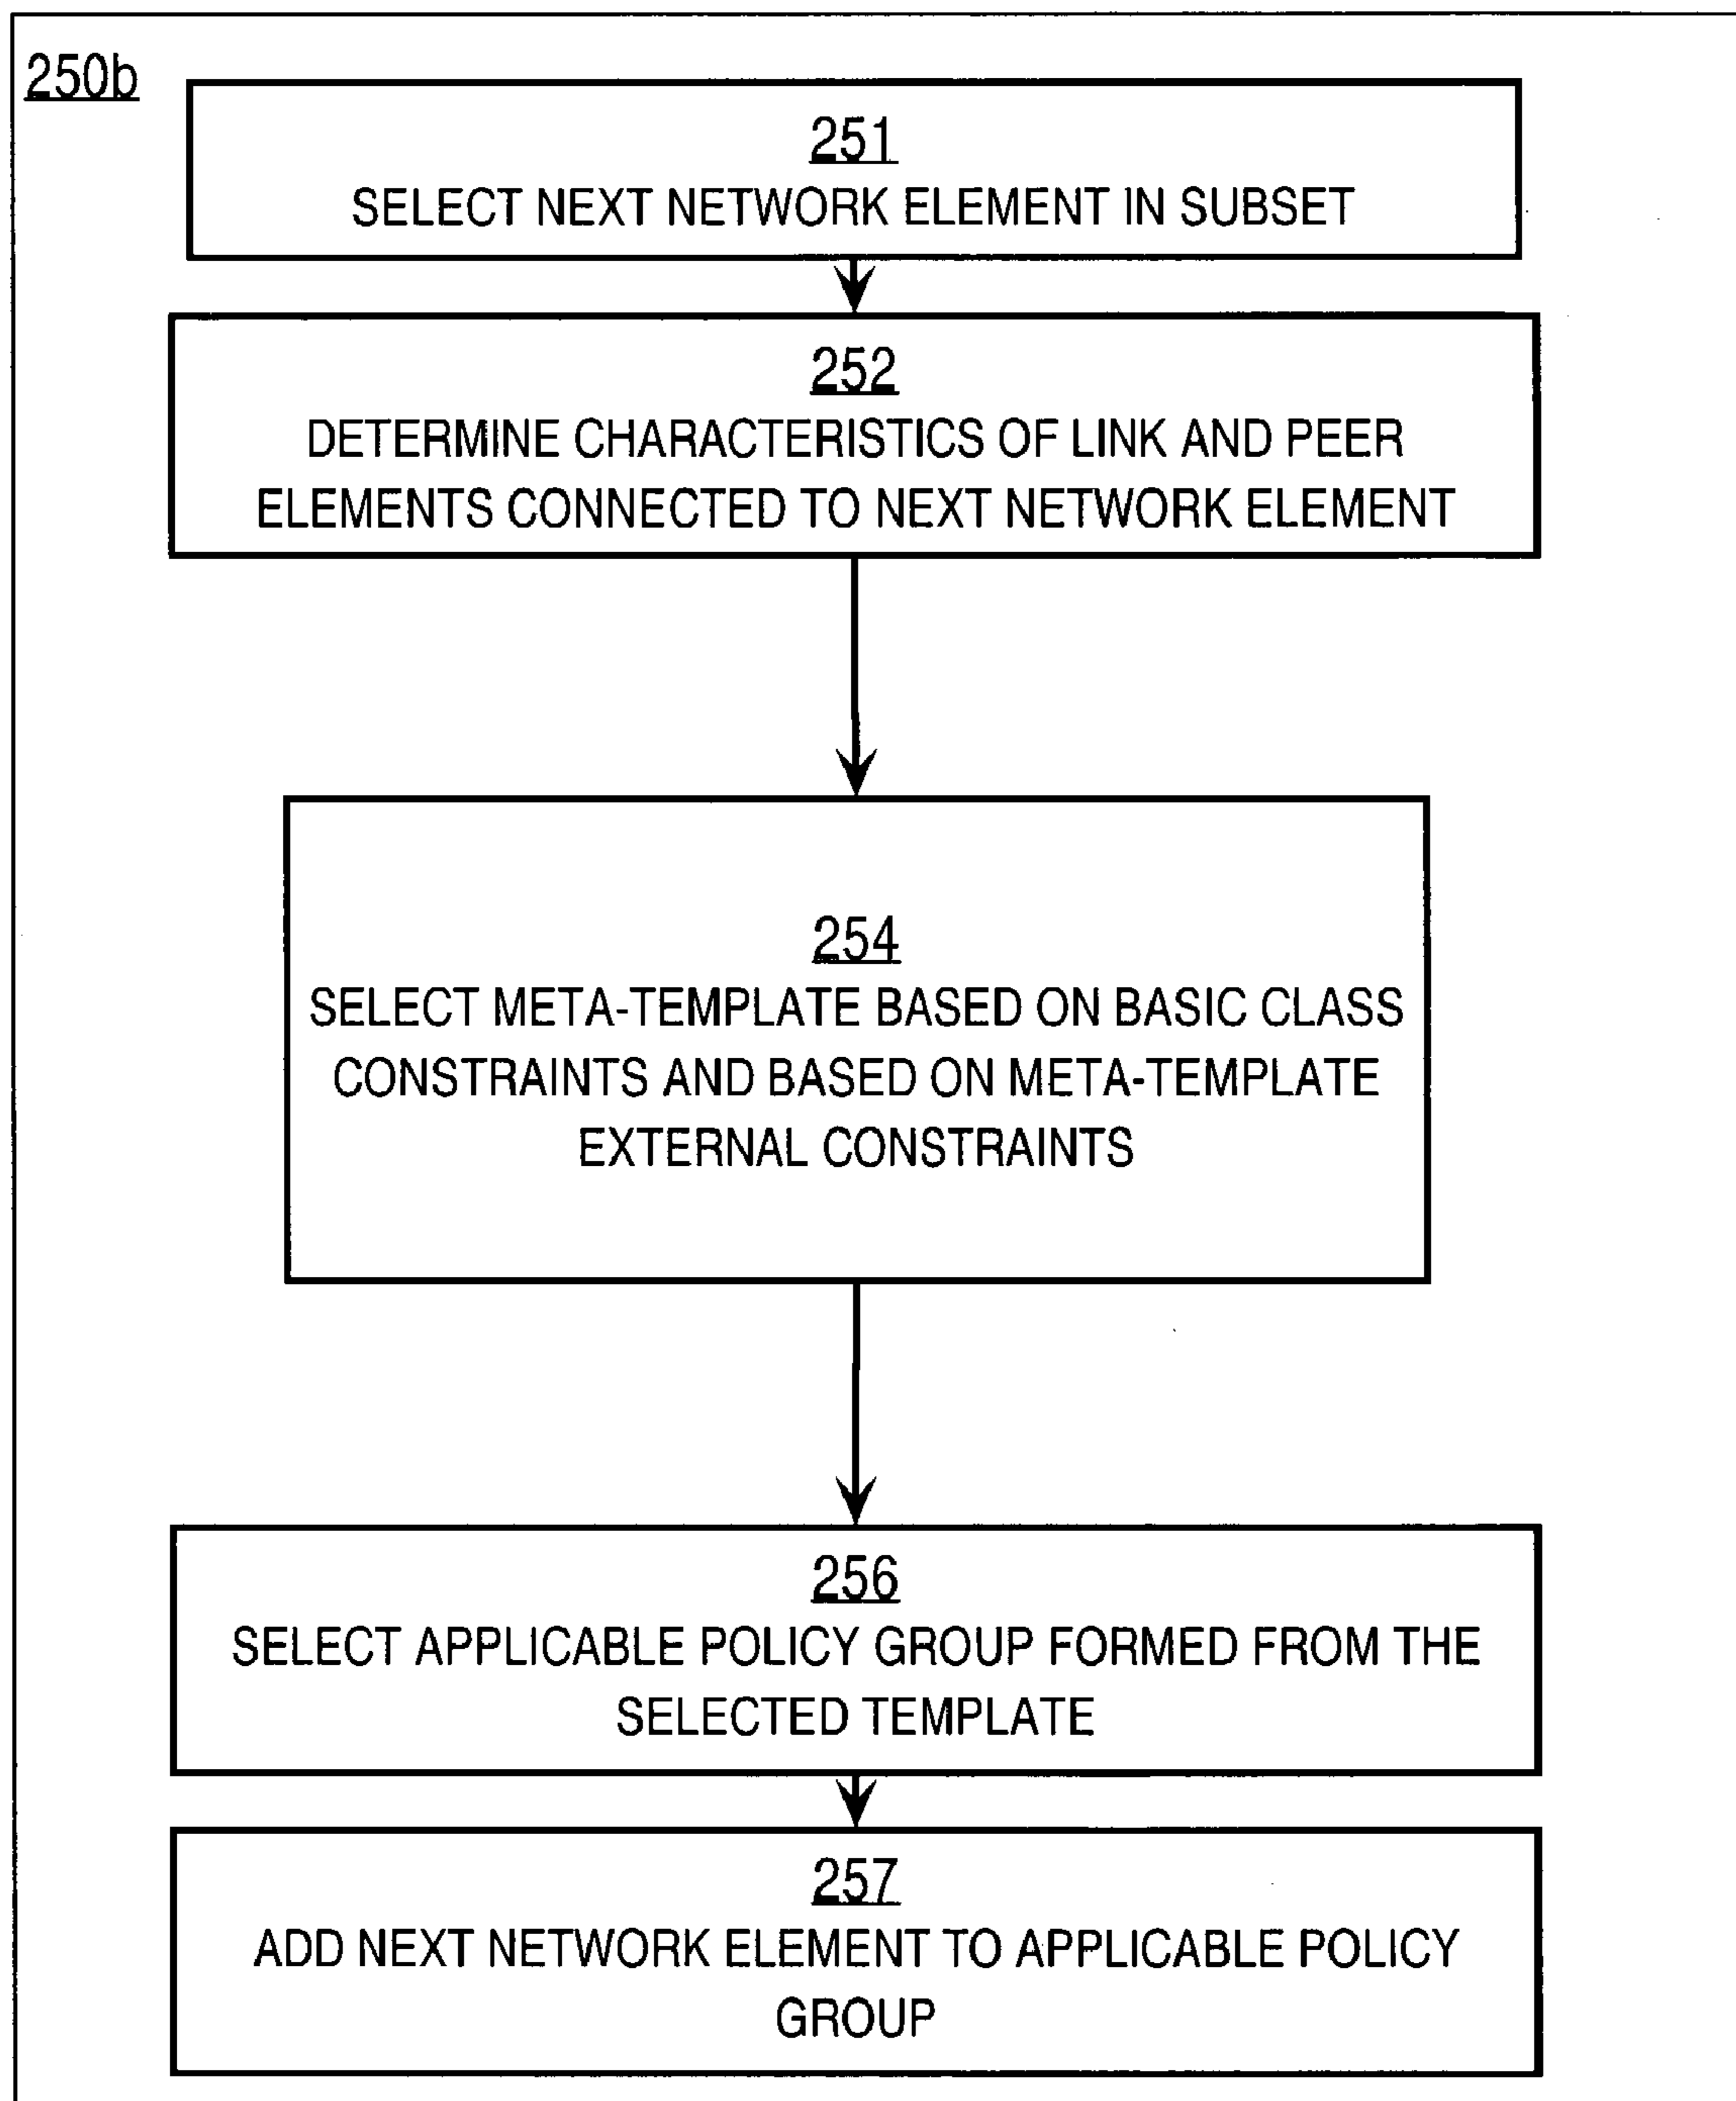 250b
251
SELECT NEXT NETWORK ELEMENT IN SUBSET
252
DETERMINE CHARACTERISTICS OF LINK AND PEER
ELEMENTS CONNECTED TO NEXT NETWORK ELEMENT
254
SELECT META-TEMPLATE BASED ON BASIC CLASS
CONSTRAINTS AND BASED ON META-TEMPLATE
EXTERNAL CONSTRAINTS
256
SELECT APPLICABLE POLICY GROUP FORMED FROM THE
SELECTED TEMPLATE
257
ADD NEXT NETWORK ELEMENT TO APPLICABLE POLICY
GROUP